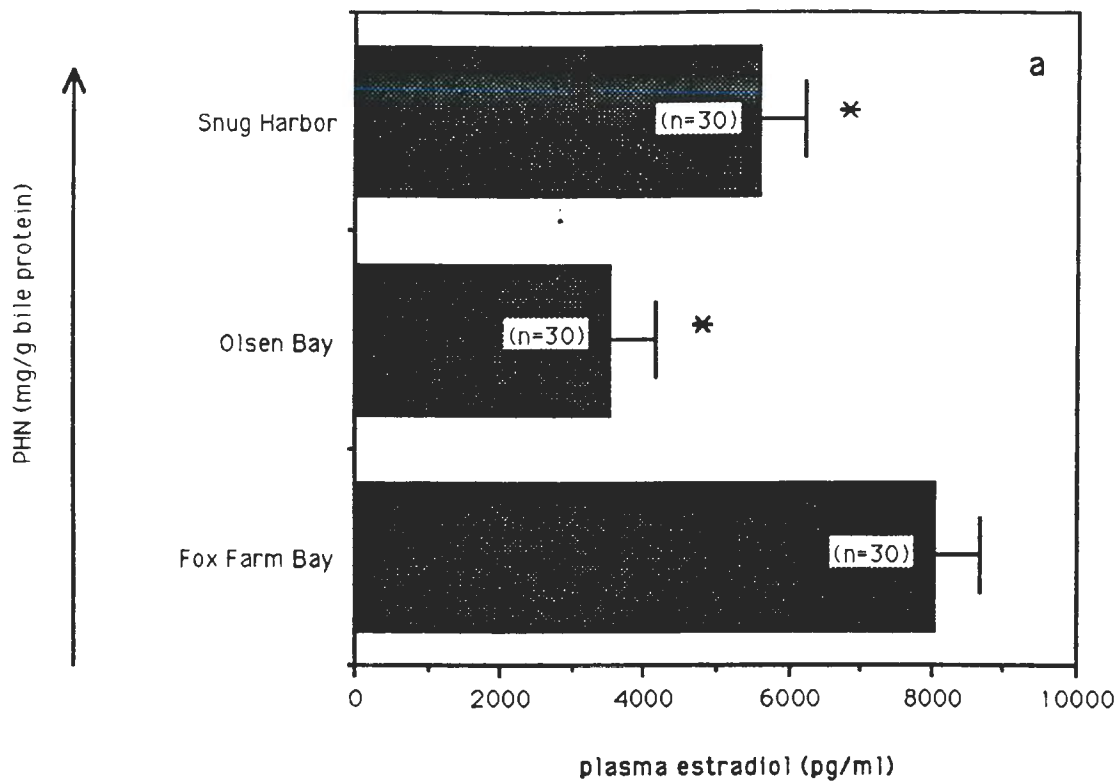 a
Snug Harbor
(n=30)
*
PHN (mg/g bile protein)
Olsen Bay
(n=30)
*
Fox Farm Bay
(n=30)
0 2000 4000 6000 8000 10000
plasma estradiol (pg/ml)